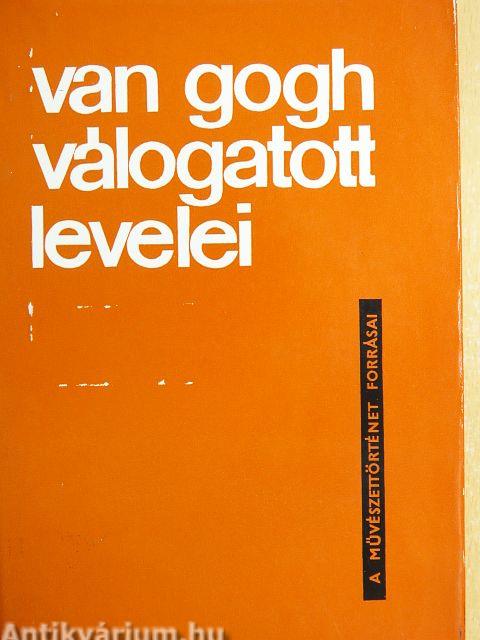 van gogh
válogatott
levelei
A MŰVÉSZETTÖRTÉNET FORRÁSAI
Antikvárium.hu